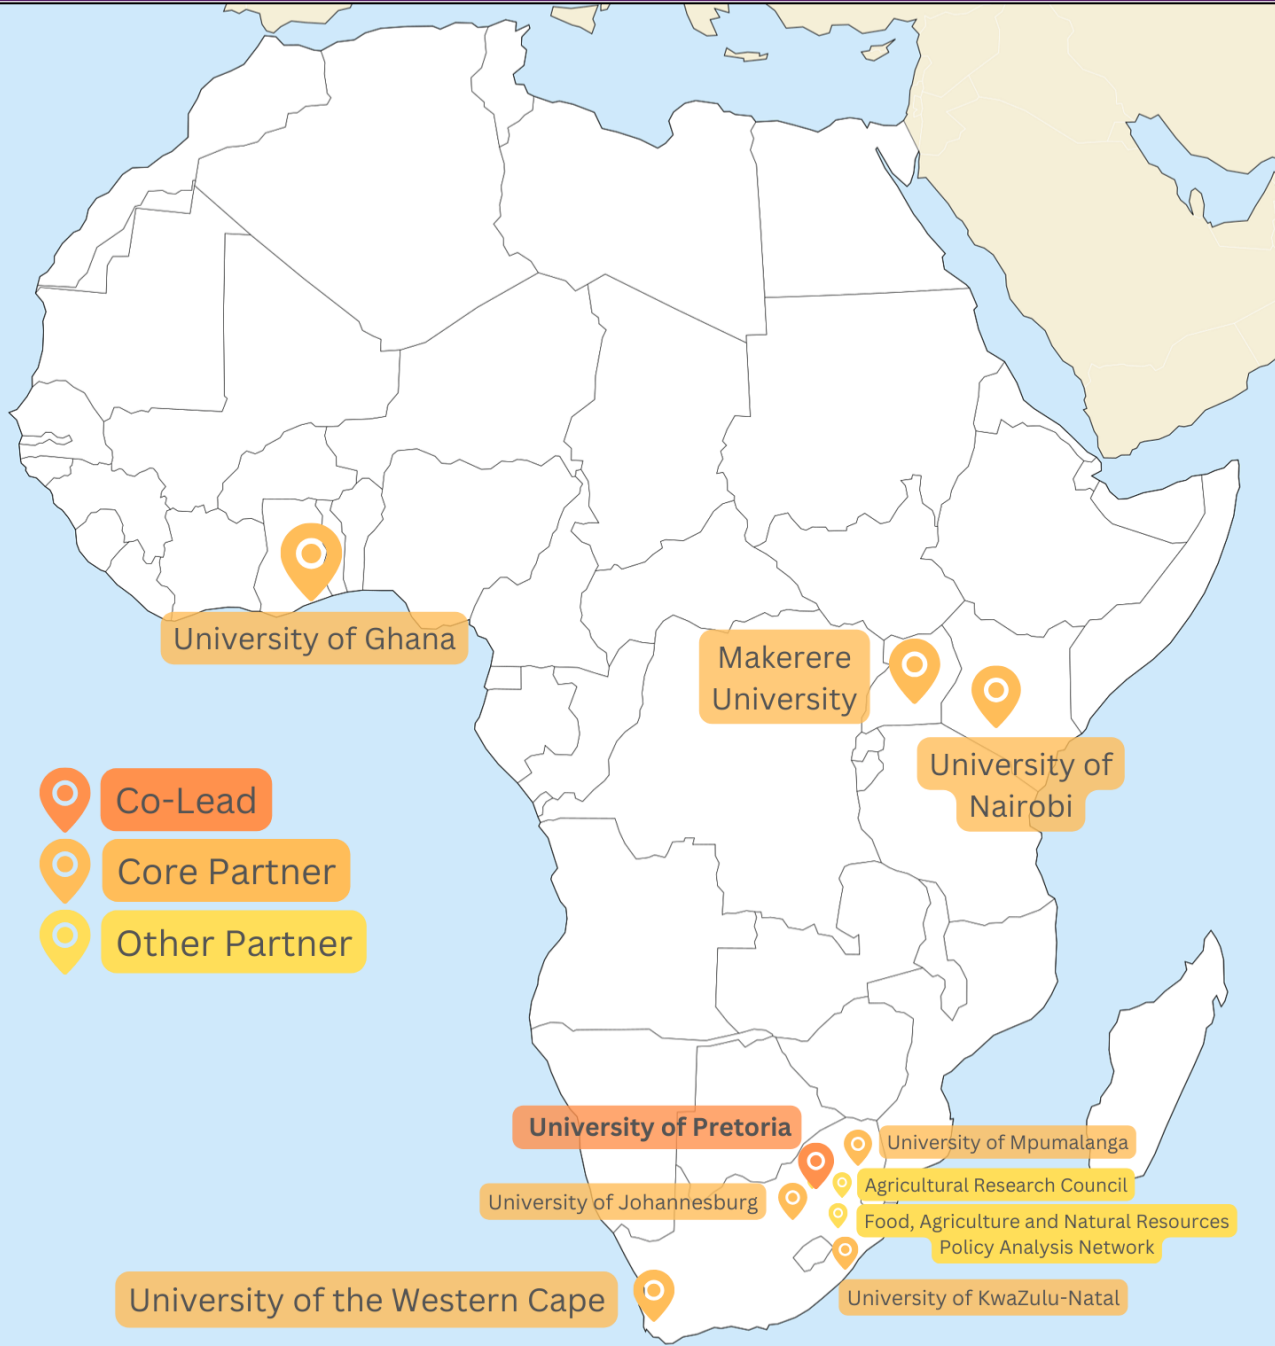 University of Ghana
Makerere
University
University of
Nairobi
Co-Lead
Core Partner
Other Partner
University of Pretoria
University of Mpumalanga
Agricultural Research Council
University of Johannesburg
Food, Agriculture and Natural Resources
Policy Analysis Network
University of the Western Cape
University of KwaZulu-Natal